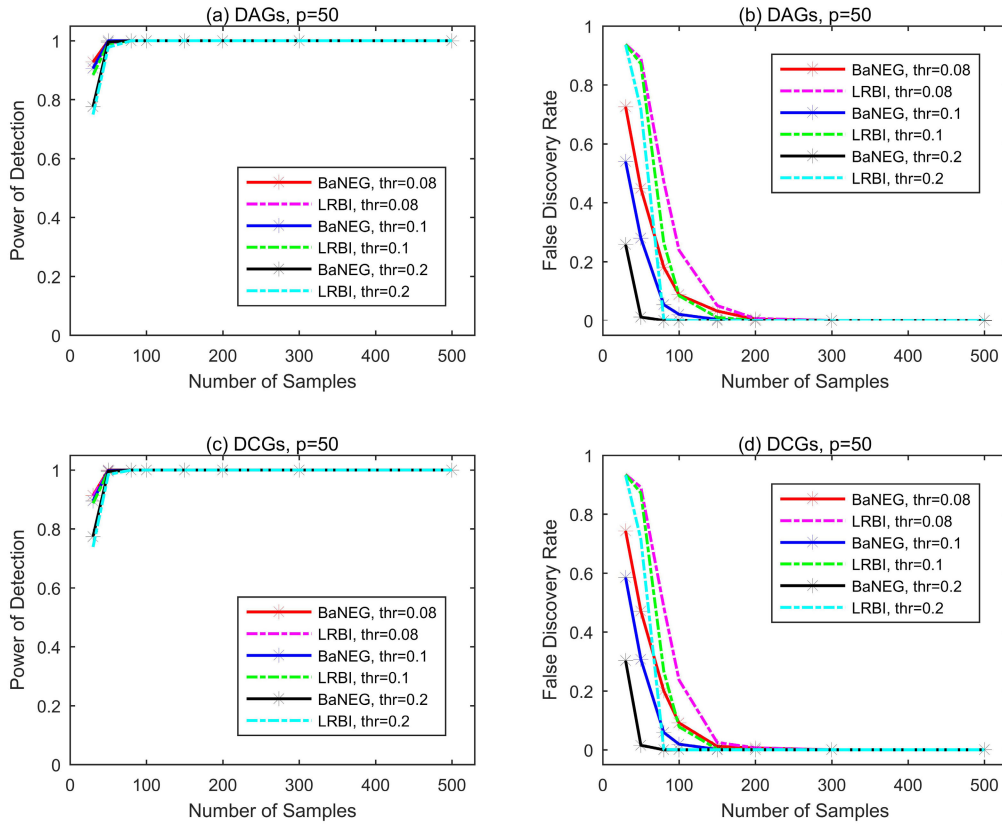 (a) DAGs, p=50
Power of Detection
1
0.8
0.6
0.4
0.2
0
BaNEG, thr=0.08
LRBI, thr=0.08
BaNEG, thr=0.1
LRBI, thr=0.1
BaNEG, thr=0.2
LRBI, thr=0.2
0 100 200 300 400 500
Number of Samples
(b) DAGs, p=50
False Discovery Rate
1
0.8
0.6
0.4
0.2
0
BaNEG, thr=0.08
LRBI, thr=0.08
BaNEG, thr=0.1
LRBI, thr=0.1
BaNEG, thr=0.2
LRBI, thr=0.2
0 100 200 300 400 500
Number of Samples
(c) DCGs, p=50
Power of Detection
1
0.8
0.6
0.4
0.2
0
BaNEG, thr=0.08
LRBI, thr=0.08
BaNEG, thr=0.1
LRBI, thr=0.1
BaNEG, thr=0.2
LRBI, thr=0.2
0 100 200 300 400 500
Number of Samples
(d) DCGs, p=50
False Discovery Rate
1
0.8
0.6
0.4
0.2
0
BaNEG, thr=0.08
LRBI, thr=0.08
BaNEG, thr=0.1
LRBI, thr=0.1
BaNEG, thr=0.2
LRBI, thr=0.2
0 100 200 300 400 500
Number of Samples